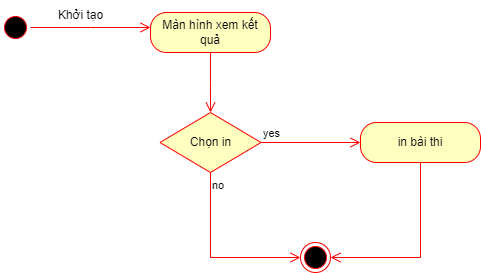 Khởi tạo
Màn hình xem kết
quả
Chọn in
yes
in bài thi
no